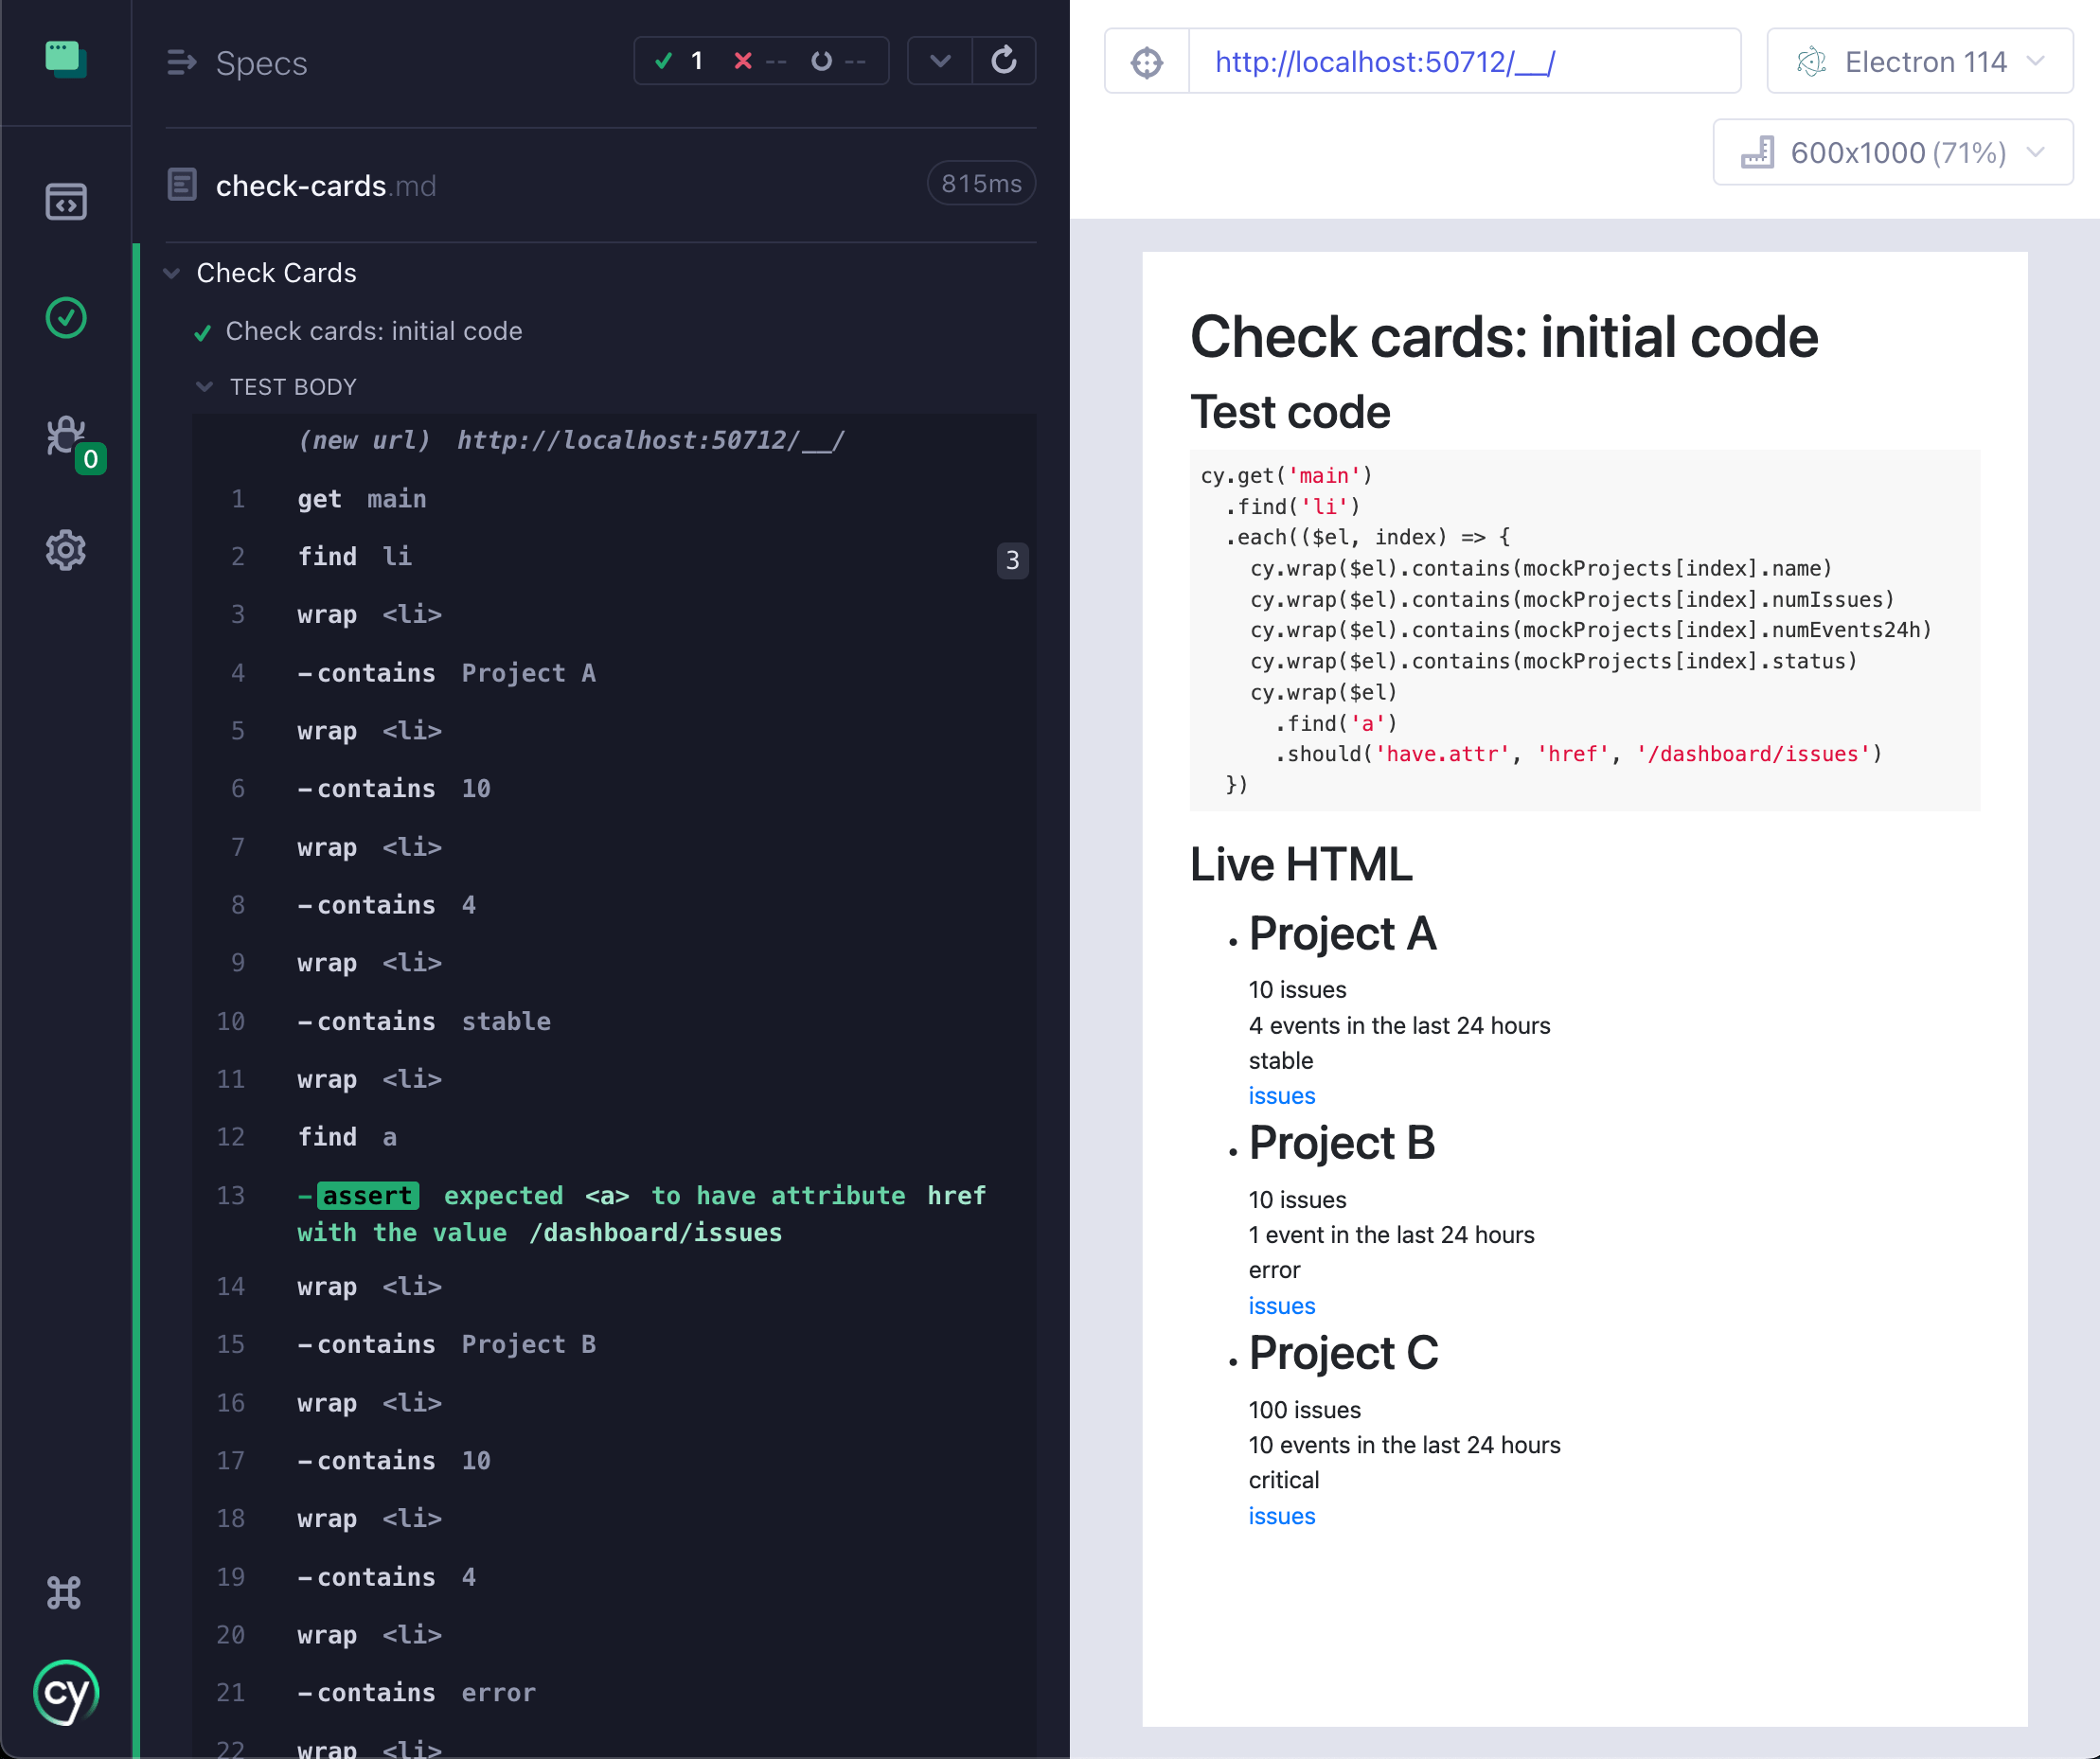 Specs
1 -- --
check-cards.md
815ms
Check Cards
Check cards: initial code
TEST BODY
(new url) http://localhost:50712/__/
1 get main
2 find li 3
3 wrap <li>
4 -contains Project A
5 wrap <li>
6 -contains 10
7 wrap <li>
8 -contains 4
9 wrap <li>
10 -contains stable
11 wrap <li>
12 find a
13 -assert expected <a> to have attribute href
with the value /dashboard/issues
14 wrap <li>
15 -contains Project B
16 wrap <li>
17 -contains 10
18 wrap <li>
19 -contains 4
20 wrap <li>
21 -contains error
22 wrap <li>
0
cy
http://localhost:50712/__/
Electron 114
600x1000 (71%)
Check cards: initial code
Test code
cy.get('main')
.find('li')
.each(($el, index) => {
cy.wrap($el).contains(mockProjects[index].name)
cy.wrap($el).contains(mockProjects[index].numIssues)
cy.wrap($el).contains(mockProjects[index].numEvents24h)
cy.wrap($el).contains(mockProjects[index].status)
cy.wrap($el)
.find('a')
.should('have.attr', 'href', '/dashboard/issues')
})
Live HTML
Project A
10 issues
4 events in the last 24 hours
stable
issues
Project B
10 issues
1 event in the last 24 hours
error
issues
Project C
100 issues
10 events in the last 24 hours
critical
issues